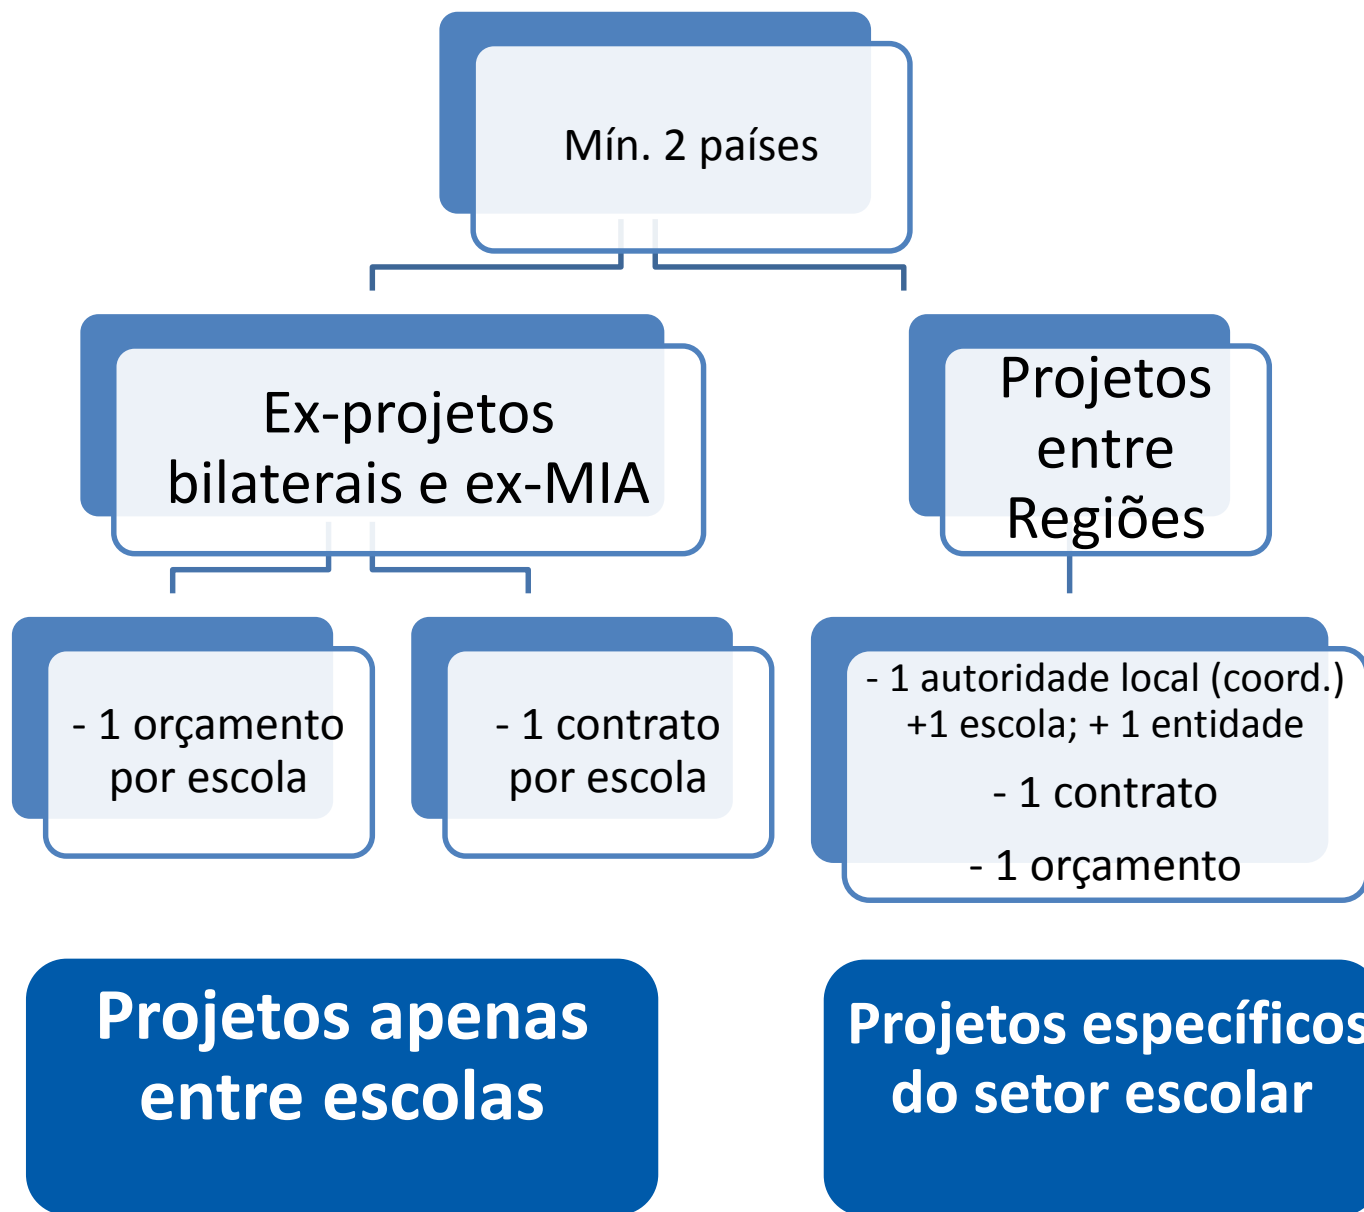 Mín. 2 países
Ex-projetos
bilaterais e ex-MIA
Projetos
entre
Regiões
- 1 orçamento
por escola
- 1 contrato
por escola
- 1 autoridade local (coord.)
+1 escola; + 1 entidade
- 1 contrato
- 1 orçamento
Projetos apenas
entre escolas
Projetos específicos
do setor escolar